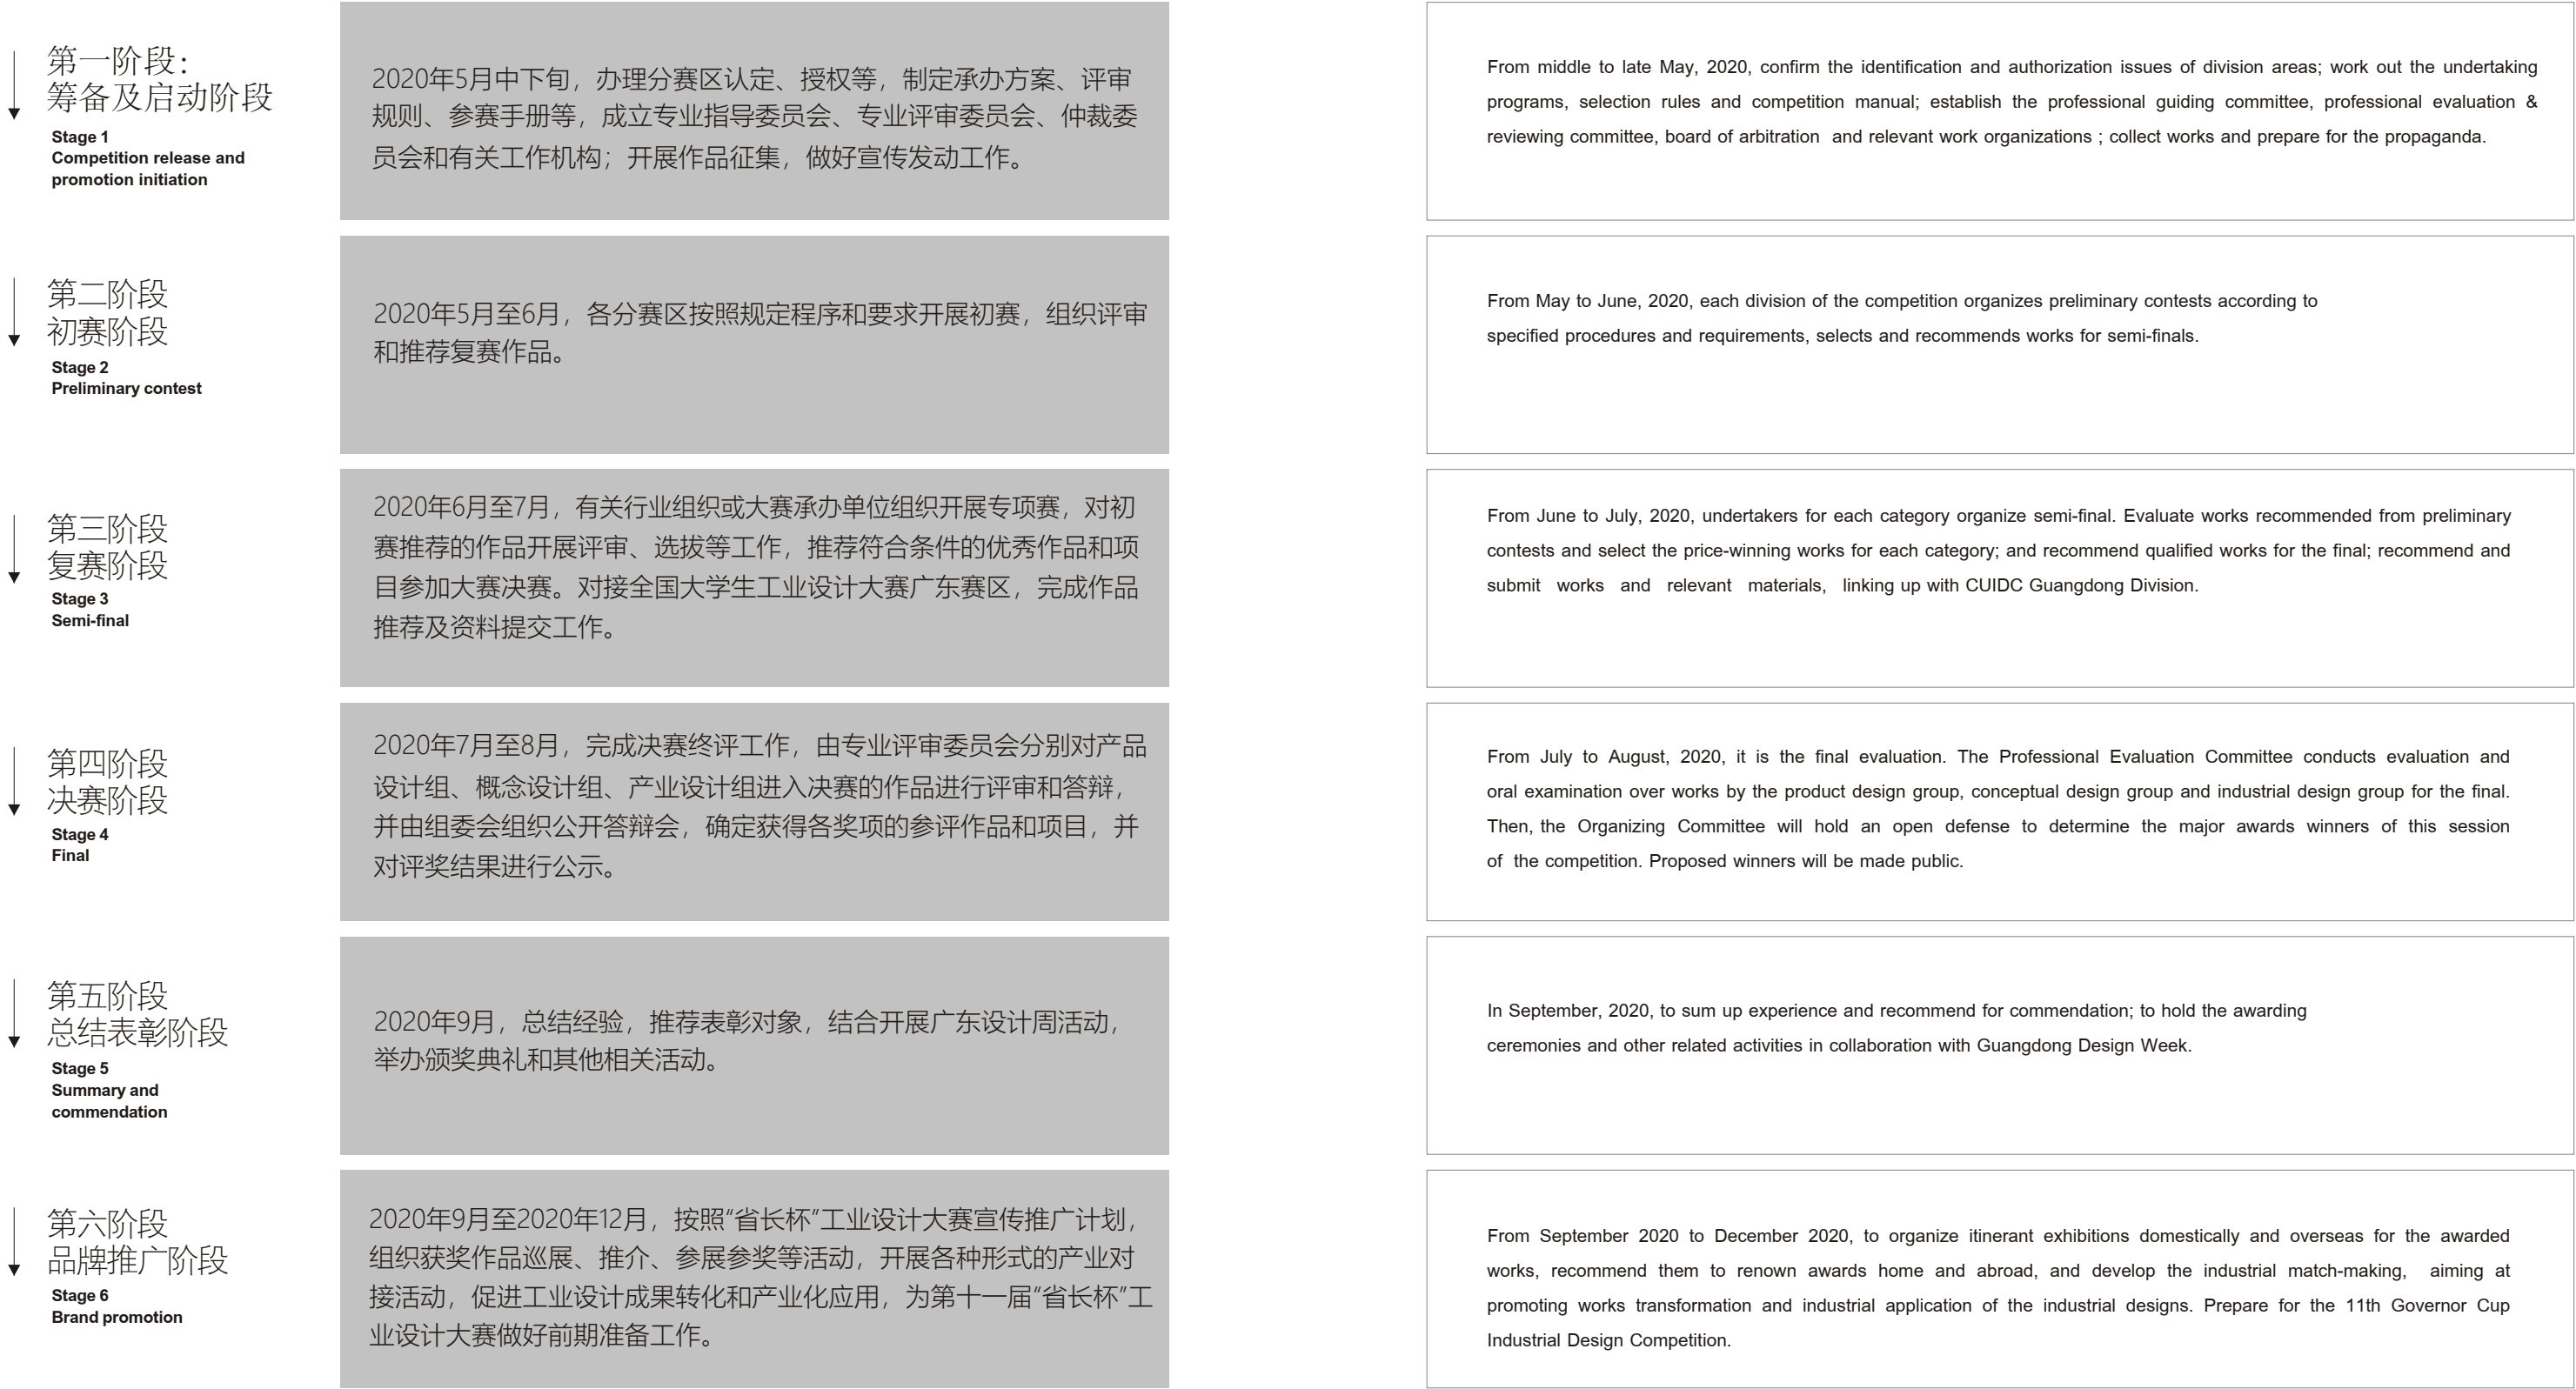 第一阶段：
筹备及启动阶段
Stage 1
Competition release and
promotion initiation
2020年5月中下旬，办理分赛区认定、授权等，制定承办方案、评审
规则、参赛手册等，成立专业指导委员会、专业评审委员会、仲裁委
员会和有关工作机构；开展作品征集，做好宣传发动工作。
From middle to late May, 2020, confirm the identification and authorization issues of division areas; work out the undertaking
programs, selection rules and competition manual; establish the professional guiding committee, professional evaluation &
reviewing committee, board of arbitration and relevant work organizations ; collect works and prepare for the propaganda.
第二阶段
初赛阶段
Stage 2
Preliminary contest
2020年5月至6月，各分赛区按照规定程序和要求开展初赛，组织评审
和推荐复赛作品。
From May to June, 2020, each division of the competition organizes preliminary contests according to
specified procedures and requirements, selects and recommends works for semi-finals.
第三阶段
复赛阶段
Stage 3
Semi-final
2020年6月至7月，有关行业组织或大赛承办单位组织开展专项赛，对初
赛推荐的作品开展评审、选拔等工作，推荐符合条件的优秀作品和项
目参加大赛决赛。对接全国大学生工业设计大赛广东赛区，完成作品
推荐及资料提交工作。
From June to July, 2020, undertakers for each category organize semi-final. Evaluate works recommended from preliminary
contests and select the price-winning works for each category; and recommend qualified works for the final; recommend and
submit works and relevant materials, linking up with CUIDC Guangdong Division.
第四阶段
决赛阶段
Stage 4
Final
2020年7月至8月，完成决赛终评工作，由专业评审委员会分别对产品
设计组、概念设计组、产业设计组进入决赛的作品进行评审和答辩，
并由组委会组织公开答辩会，确定获得各奖项的参评作品和项目，并
对评奖结果进行公示。
From July to August, 2020, it is the final evaluation. The Professional Evaluation Committee conducts evaluation and
oral examination over works by the product design group, conceptual design group and industrial design group for the final.
Then, the Organizing Committee will hold an open defense to determine the major awards winners of this session
of the competition. Proposed winners will be made public.
第五阶段
总结表彰阶段
Stage 5
Summary and
commendation
2020年9月，总结经验，推荐表彰对象，结合开展广东设计周活动，
举办颁奖典礼和其他相关活动。
In September, 2020, to sum up experience and recommend for commendation; to hold the awarding
ceremonies and other related activities in collaboration with Guangdong Design Week.
第六阶段
品牌推广阶段
Stage 6
Brand promotion
2020年9月至2020年12月，按照“省长杯”工业设计大赛宣传推广计划，
组织获奖作品巡展、推介、参展参奖等活动，开展各种形式的产业对
接活动，促进工业设计成果转化和产业化应用，为第十一届“省长杯”工
业设计大赛做好前期准备工作。
From September 2020 to December 2020, to organize itinerant exhibitions domestically and overseas for the awarded
works, recommend them to renown awards home and abroad, and develop the industrial match-making, aiming at
promoting works transformation and industrial application of the industrial designs. Prepare for the 11th Governor Cup
Industrial Design Competition.